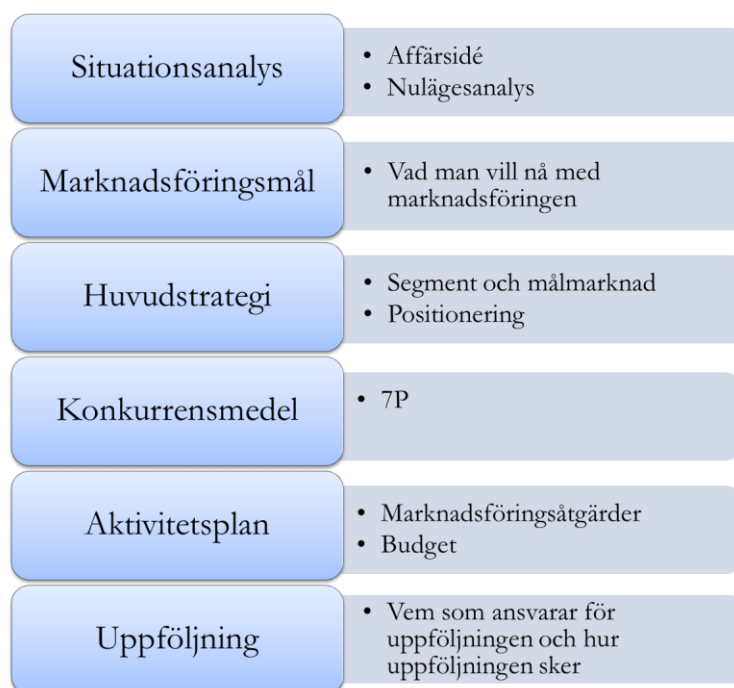 Situationsanalys
• Affärsidé
• Nulägesanalys
Marknadsföringsmål
• Vad man vill nå med
marknadsföringen
Huvudstrategi
• Segment och målmarknad
• Positionering
Konkurrensmedel
• 7P
Aktivitetsplan
• Marknadsföringsåtgärder
• Budget
Uppföljning
• Vem som ansvarar för
uppföljningen och hur
uppföljningen sker